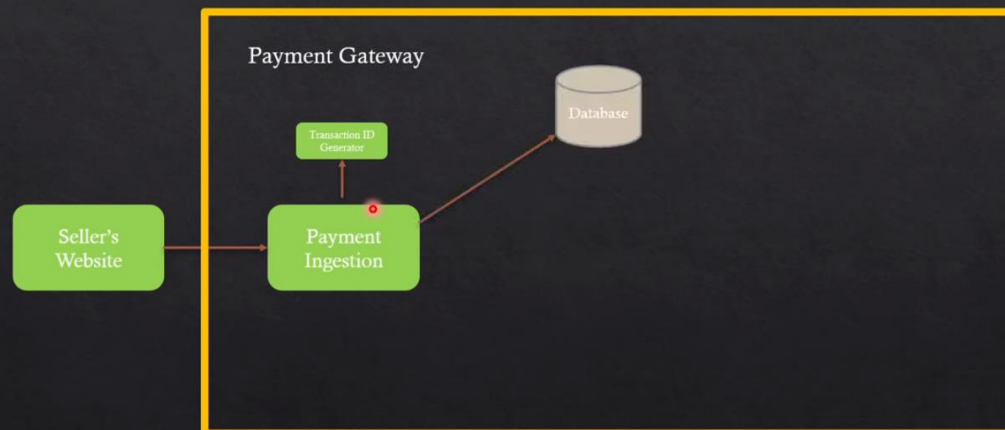 Payment Gateway
Database
Transaction ID
Generator
Seller's
Website
Payment
Ingestion